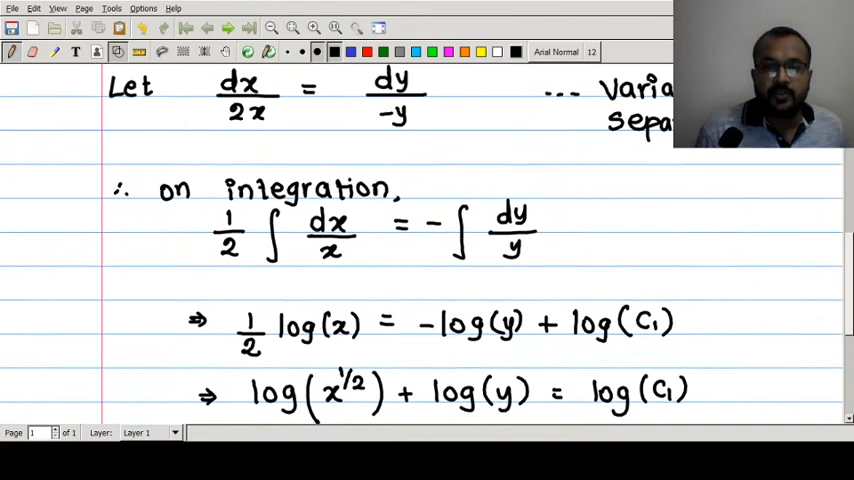 File Edit View Page Tools Options Help
Arial Normal 12
Let dx/2x = dy/-y ... Varia
sepa
∴ on integration,
1/2 ∫ dx/x = - ∫ dy/y
⇒ 1/2 log(x) = -log(y) + log(C₁)
⇒ log(x^1/2) + log(y) = log(C₁)
Page 1 of 1 Layer: Layer 1